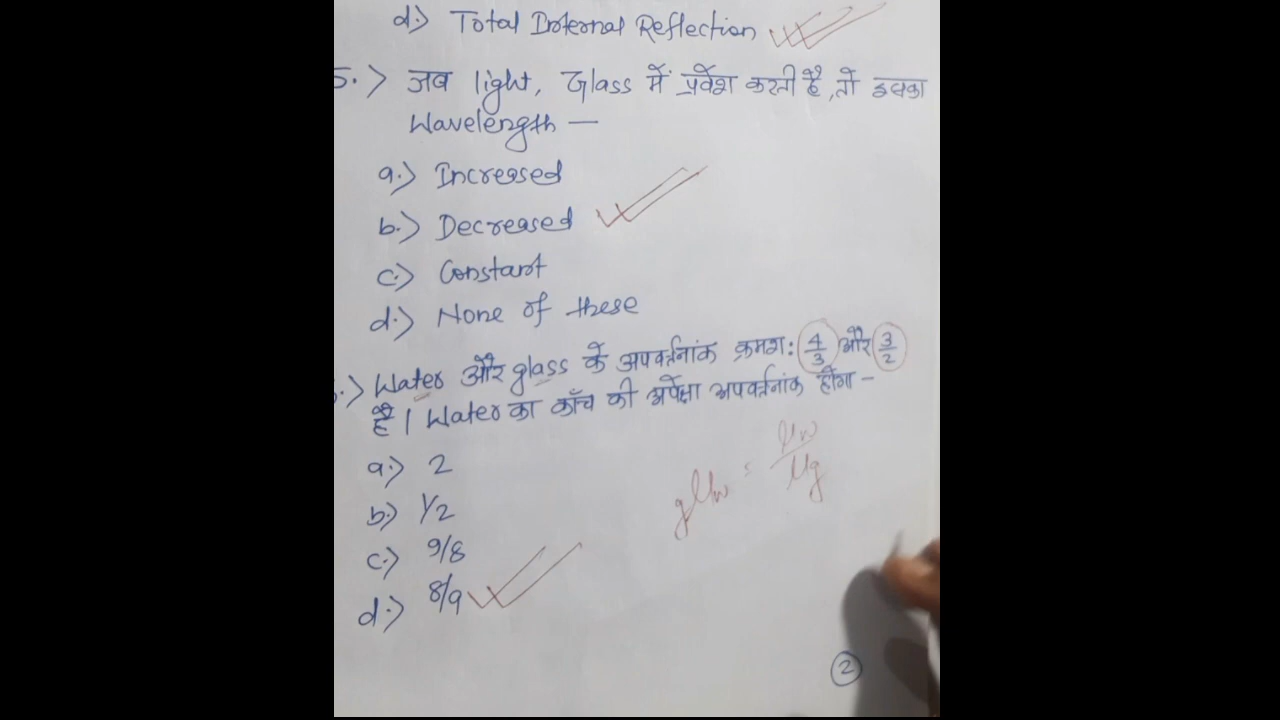 d.) Total Internal Reflection
5.) जब light, Glass में प्रवेश करती है, तो इसका
Wavelength —
a.) Increased
b.) Decreased
c.) Constant
d.) None of these
.) Water और glass के अपवर्तनांक क्रमश: 4/3 और 3/2
है। Water का काँच की अपेक्षा अपवर्तनांक होगा –
a.) 2
b.) 1/2
c.) 9/8
d.) 8/9
gμw = μw/μg
2